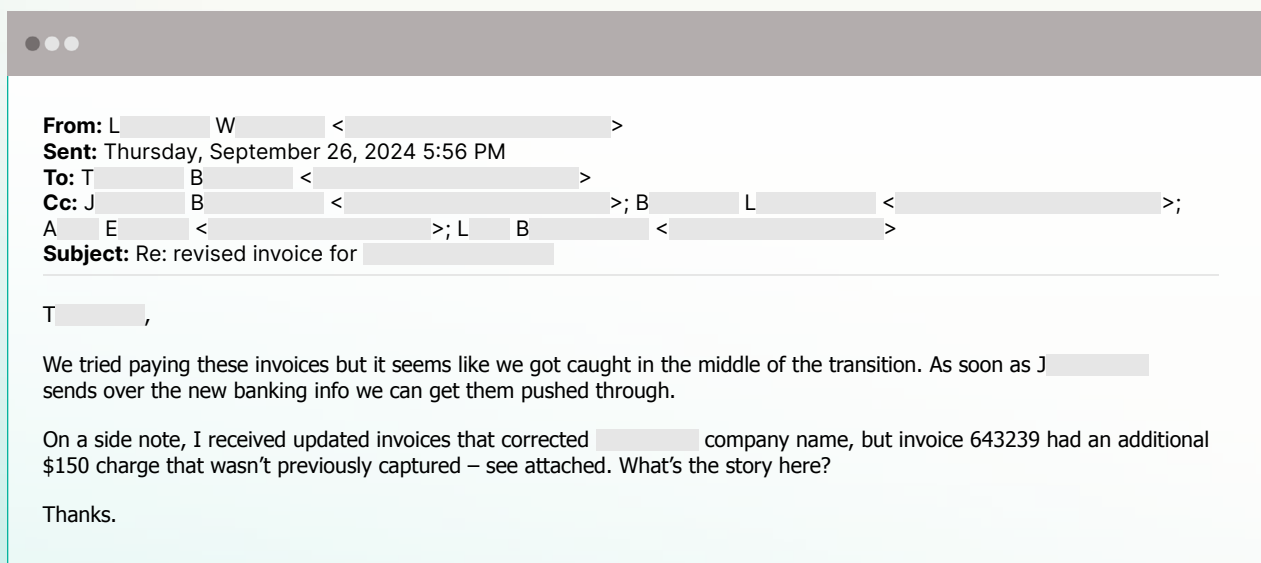 From: L W < >
Sent: Thursday, September 26, 2024 5:56 PM
To: T B < >
Cc: J B < >; B L < >;
A E < >; L B < >
Subject: Re: revised invoice for
T ,
We tried paying these invoices but it seems like we got caught in the middle of the transition. As soon as J
sends over the new banking info we can get them pushed through.
On a side note, I received updated invoices that corrected company name, but invoice 643239 had an additional
$150 charge that wasn’t previously captured – see attached. What’s the story here?
Thanks.